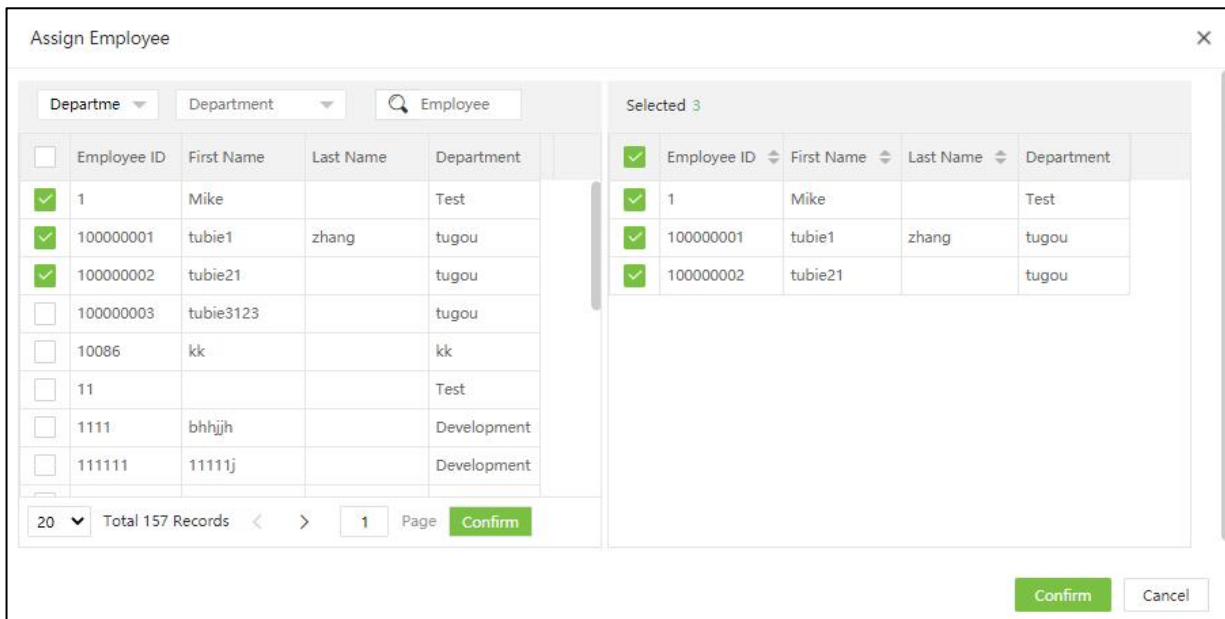 Assign Employee ×
Departme Department Employee
Employee ID First Name Last Name Department
1 Mike Test
100000001 tubie1 zhang tugou
100000002 tubie21 tugou
100000003 tubie3123 tugou
10086 kk kk
11 Test
1111 bhhjjh Development
111111 11111j Development
20 Total 157 Records < > 1 Page Confirm
Selected 3
Employee ID First Name Last Name Department
1 Mike Test
100000001 tubie1 zhang tugou
100000002 tubie21 tugou
Confirm Cancel